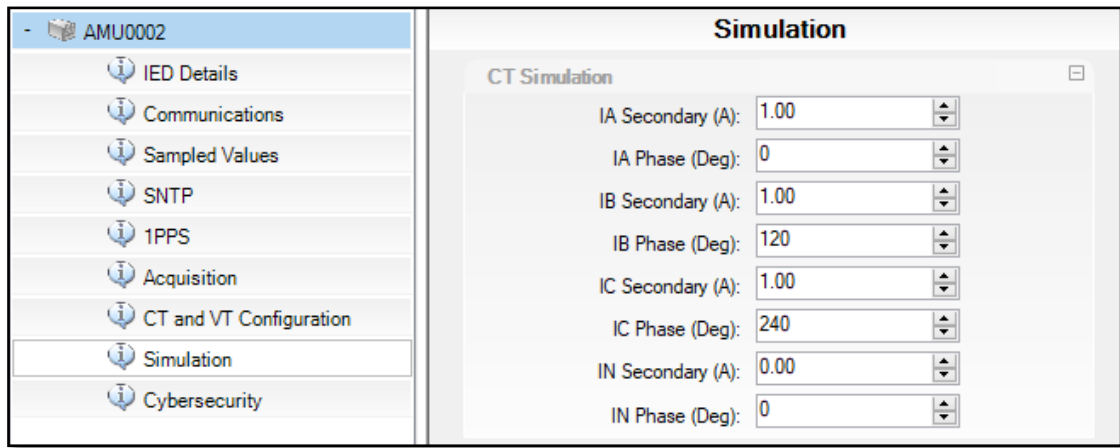 - AMU0002
IED Details
Communications
Sampled Values
SNTP
1PPS
Acquisition
CT and VT Configuration
Simulation
Cybersecurity
Simulation
CT Simulation
IA Secondary (A): 1.00
IA Phase (Deg): 0
IB Secondary (A): 1.00
IB Phase (Deg): 120
IC Secondary (A): 1.00
IC Phase (Deg): 240
IN Secondary (A): 0.00
IN Phase (Deg): 0